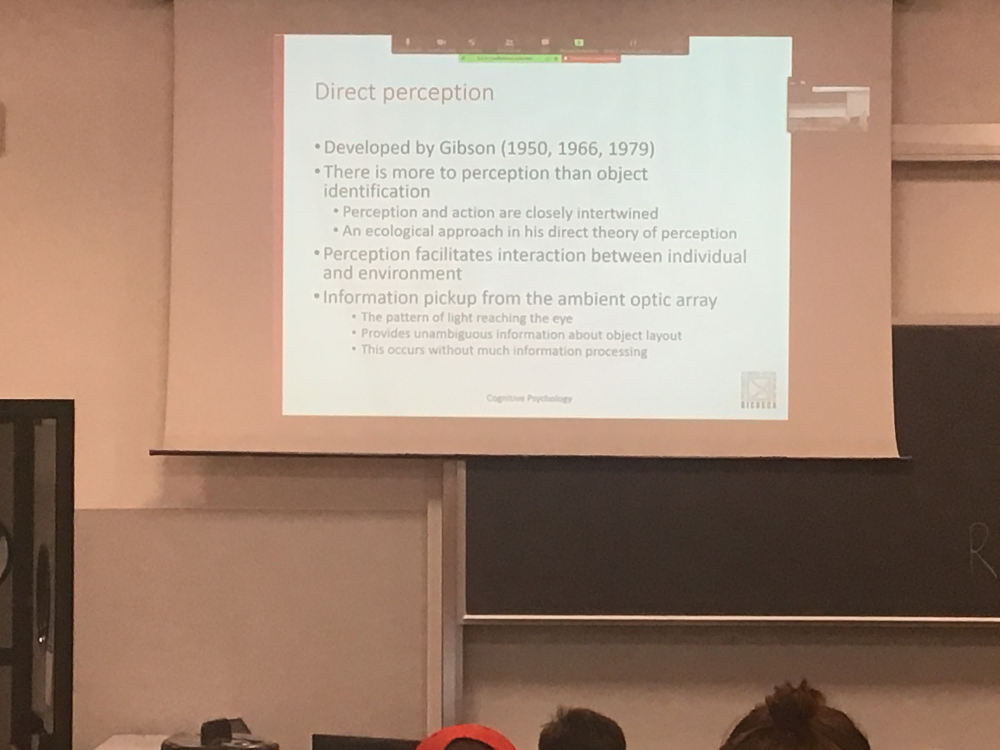 Direct perception
• Developed by Gibson (1950, 1966, 1979)
• There is more to perception than object
identification
• Perception and action are closely intertwined
• An ecological approach in his direct theory of perception
• Perception facilitates interaction between individual
and environment
• Information pickup from the ambient optic array
• The pattern of light reaching the eye
• Provides unambiguous information about object layout
• This occurs without much information processing
Cognitive Psychology
BICOCCA
R